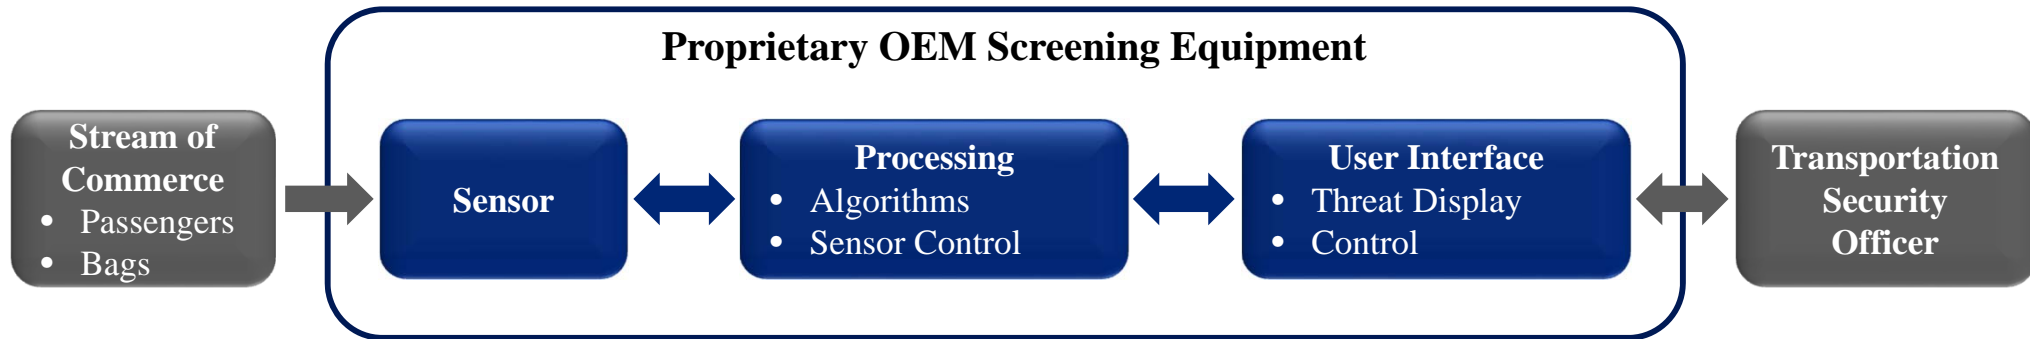 Proprietary OEM Screening Equipment
Stream of
Commerce
• Passengers
• Bags
Sensor
Processing
• Algorithms
• Sensor Control
User Interface
• Threat Display
• Control
Transportation
Security
Officer